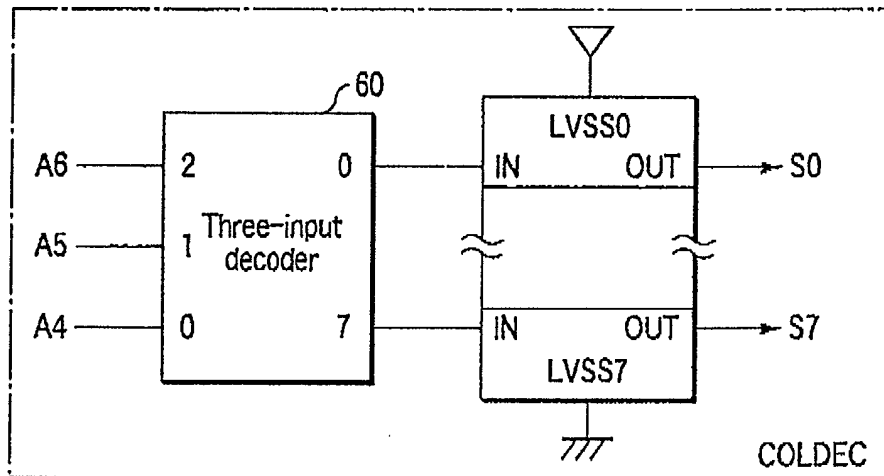 60
LVSS0
A6 2 0 IN OUT S0
Three-input
A5 1
decoder
A4 0 7 IN OUT S7
LVSS7
COLDEC